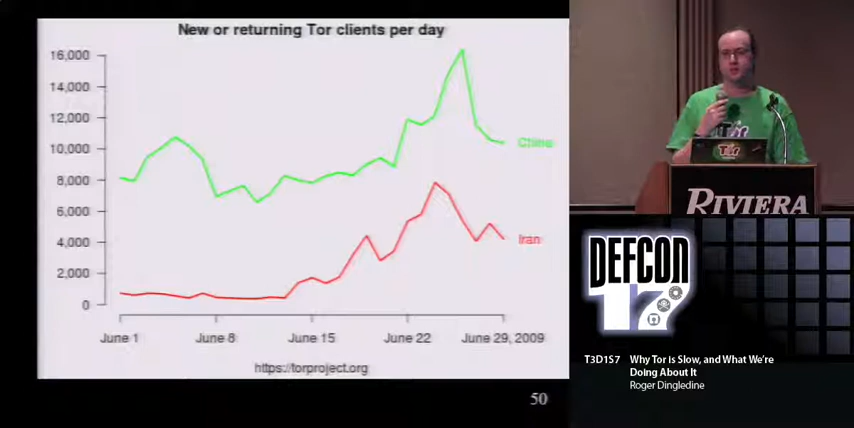 New or returning Tor clients per day
16,000
14,000
12,000
10,000
8,000
6,000
4,000
2,000
0
China
Iran
June 1
June 8
June 15
June 22
June 29, 2009
https://torproject.org
50
Tor
RIVIERA
DEFCON
17
T3D1S7 Why Tor is Slow, and What We're
Doing About It
Roger Dingledine